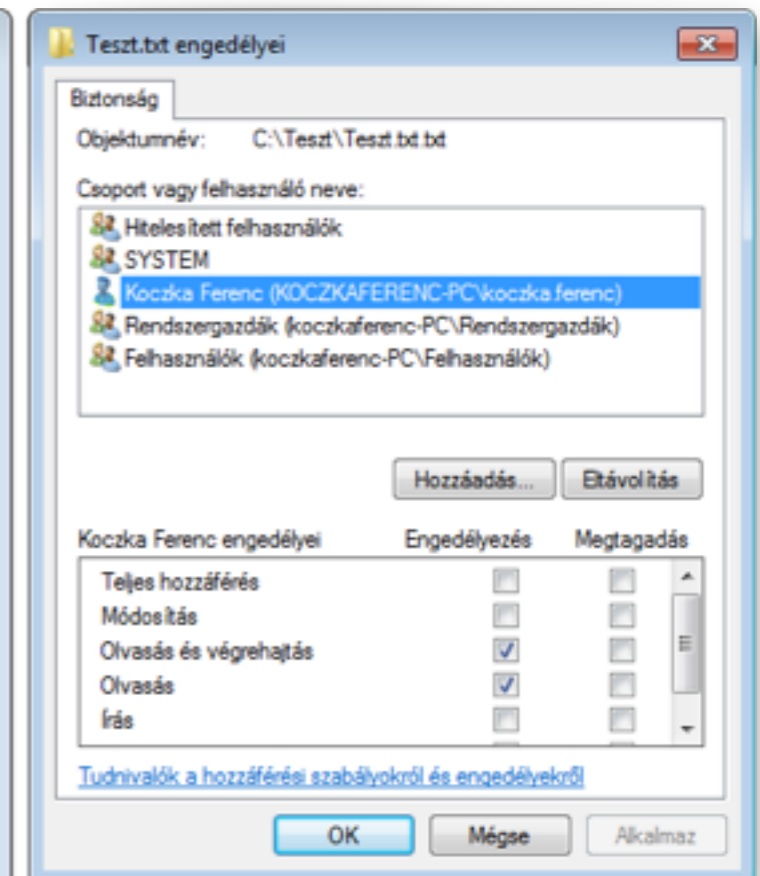 Teszt.txt engedélyei
Biztonság
Objektumnév: C:\Teszt\Teszt.txt.txt
Csoport vagy felhasználó neve:
Hitelesített felhasználók
SYSTEM
Koczka Ferenc (KOCZKAFERENC-PC\koczka.ferenc)
Rendszergazdák (koczkaferenc-PC\Rendszergazdák)
Felhasználók (koczkaferenc-PC\Felhasználók)
Hozzáadás... Eltávolítás
Koczka Ferenc engedélyei Engedélyezés Megtagadás
Teljes hozzáférés
Módosítás
Olvasás és végrehajtás
Olvasás
Írás
Tudnivalók a hozzáférési szabályokról és engedélyekről
OK Mégse Alkalmaz